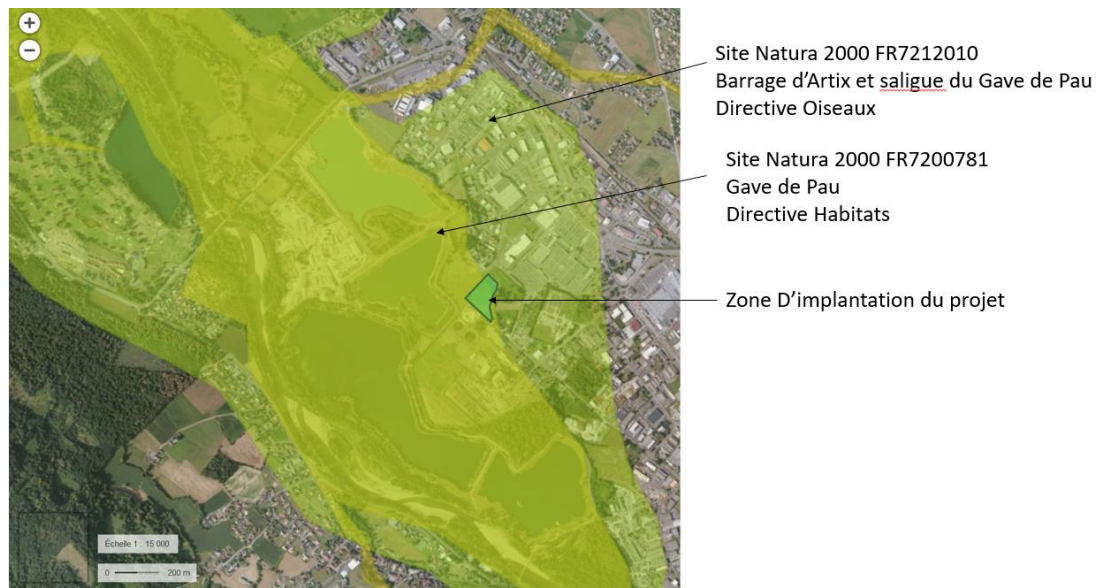 +
−
Site Natura 2000 FR7212010
Barrage d'Artix et saligue du Gave de Pau
Directive Oiseaux
Site Natura 2000 FR7200781
Gave de Pau
Directive Habitats
Zone D'implantation du projet
Échelle 1 : 15 000
0 200 m